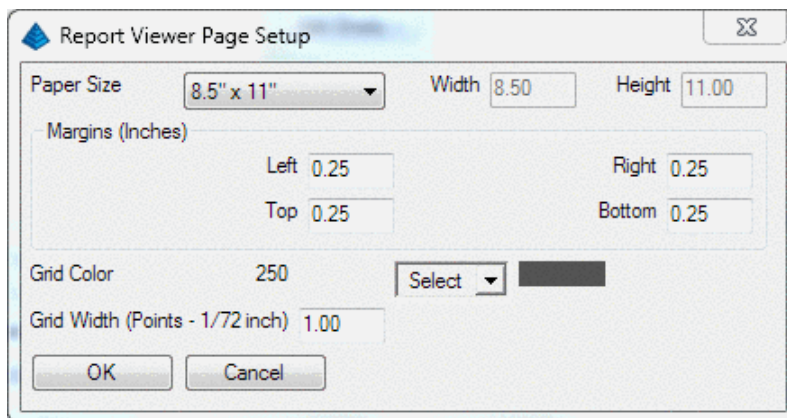 Report Viewer Page Setup
Paper Size 8.5" x 11" Width 8.50 Height 11.00
Margins (Inches)
Left 0.25 Right 0.25
Top 0.25 Bottom 0.25
Grid Color 250 Select
Grid Width (Points - 1/72 inch) 1.00
OK Cancel